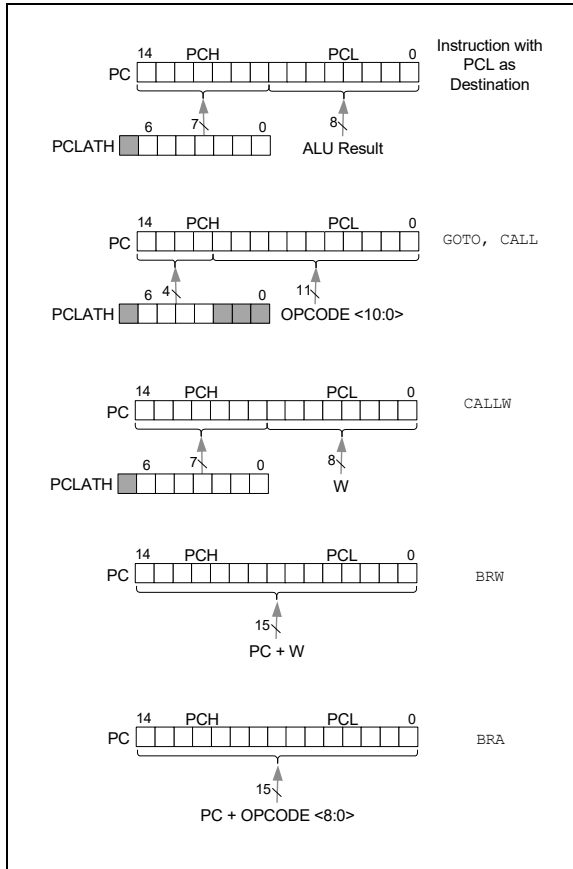 14 PCH PCL 0 Instruction with
PC PCL as
Destination
6 7 0 8
PCLATH ALU Result
14 PCH PCL 0
PC GOTO, CALL
6 4 0 11
PCLATH OPCODE <10:0>
14 PCH PCL 0
PC CALLW
6 7 0 8
PCLATH W
14 PCH PCL 0
PC BRW
15
PC + W
14 PCH PCL 0
PC BRA
15
PC + OPCODE <8:0>